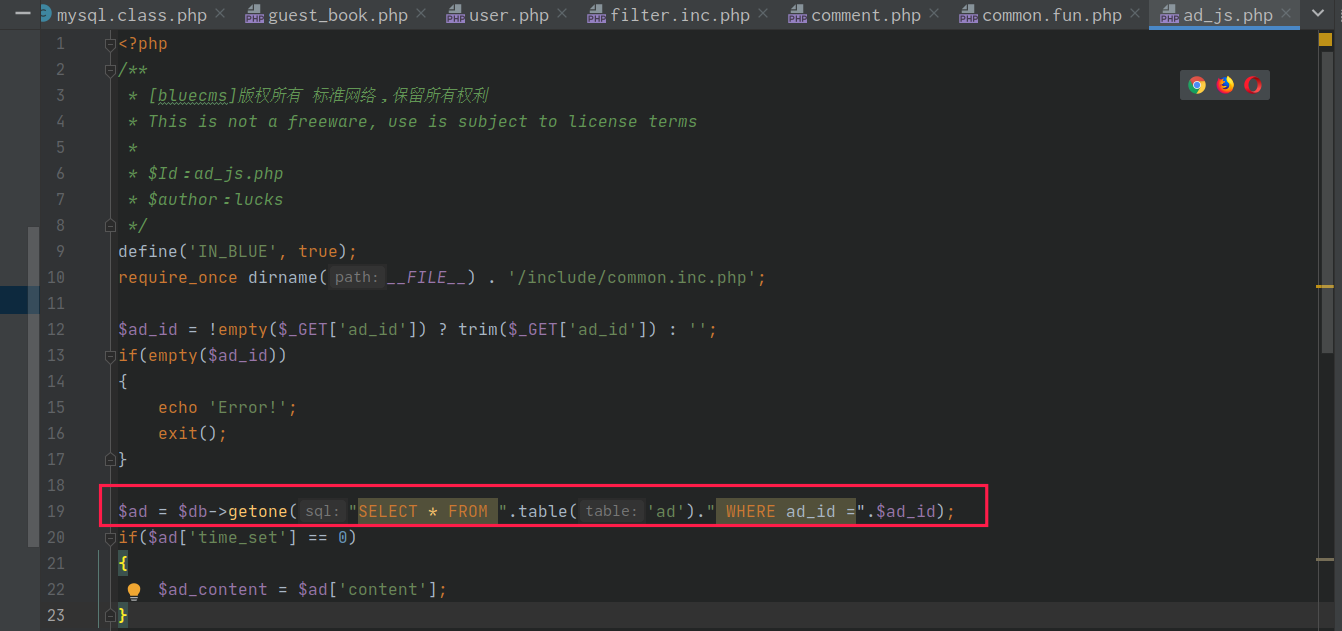 mysql.class.php guest_book.php user.php filter.inc.php comment.php common.fun.php ad_js.php
1 <?php
2 /**
3 * [bluecms]版权所有 标准网络，保留所有权利
4 * This is not a freeware, use is subject to license terms
5 *
6 * $Id：ad_js.php
7 * $author：lucks
8 */
9 define('IN_BLUE', true);
10 require_once dirname( path: __FILE__) . '/include/common.inc.php';
11
12 $ad_id = !empty($_GET['ad_id']) ? trim($_GET['ad_id']) : '';
13 if(empty($ad_id))
14 {
15 echo 'Error!';
16 exit();
17 }
18
19 $ad = $db->getone( sql: "SELECT * FROM ".table( table: 'ad')." WHERE ad_id =".$ad_id);
20 if($ad['time_set'] == 0)
21 {
22 $ad_content = $ad['content'];
23 }